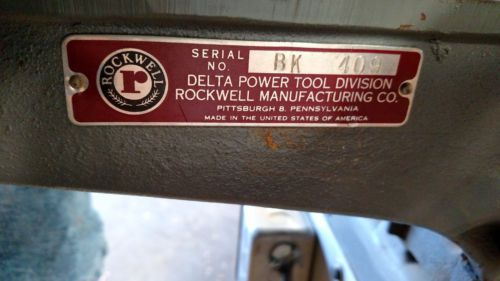 ROCKWELL
r
SERIAL
NO. BK 409
DELTA POWER TOOL DIVISION
ROCKWELL MANUFACTURING CO.
PITTSBURGH 8, PENNSYLVANIA
MADE IN THE UNITED STATES OF AMERICA